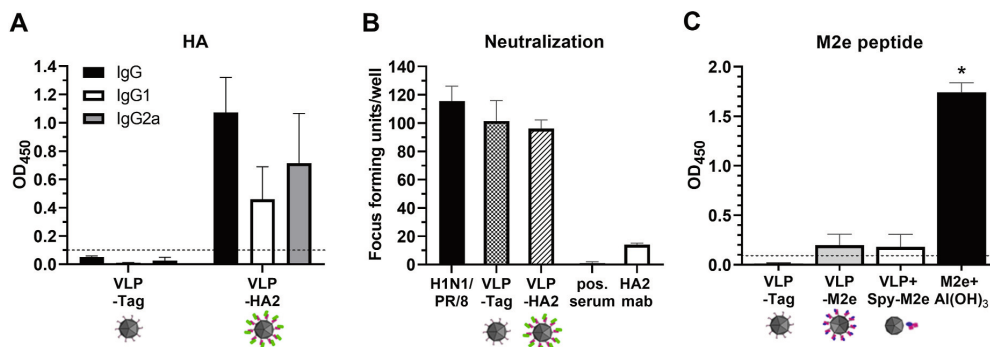 A
HA
OD450
1.4
1.2
1.0
0.8
0.6
0.4
0.2
0.0
IgG
IgG1
IgG2a
VLP
-Tag
VLP
-HA2
B
Neutralization
Focus forming units/well
140
120
100
80
60
40
20
0
H1N1/
PR/8
VLP
-Tag
VLP
-HA2
pos.
serum
HA2
mab
C
M2e peptide
OD450
2.0
1.5
1.0
0.5
0.0
*
VLP
-Tag
VLP
-M2e
VLP+
Spy-M2e
M2e+
Al(OH)3